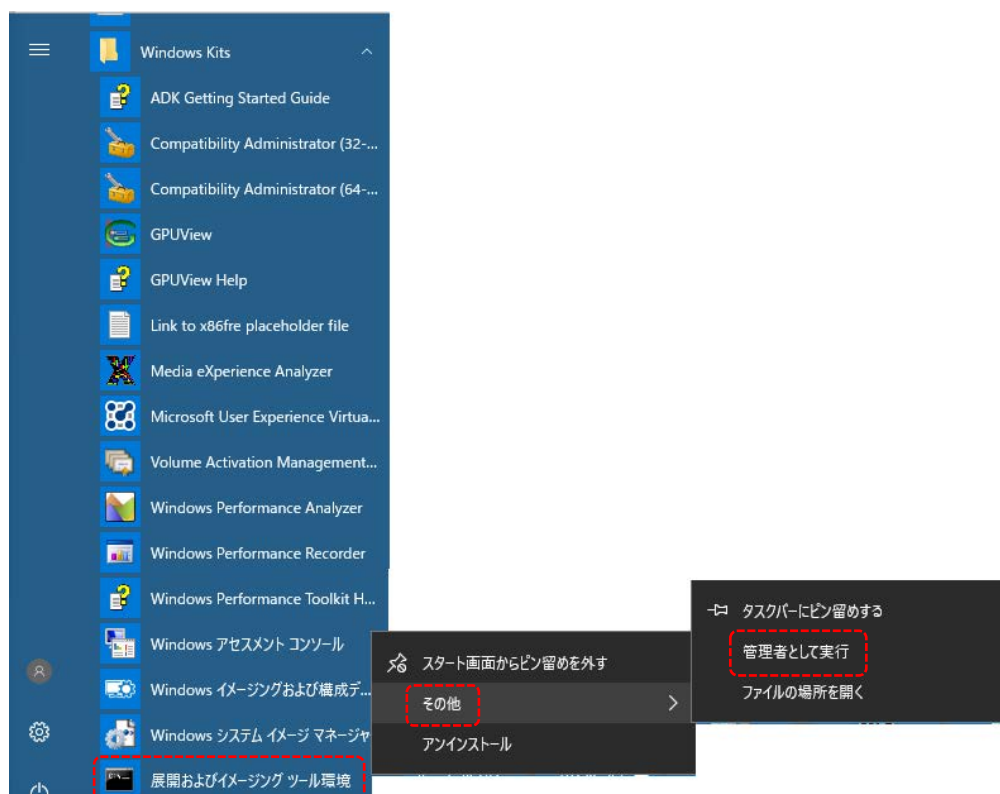 Windows Kits
ADK Getting Started Guide
Compatibility Administrator (32-...
Compatibility Administrator (64-...
GPUView
GPUView Help
Link to x86fre placeholder file
Media eXperience Analyzer
Microsoft User Experience Virtua...
Volume Activation Management...
Windows Performance Analyzer
Windows Performance Recorder
Windows Performance Toolkit H...
Windows アセスメント コンソール
Windows イメージングおよび構成デ...
Windows システム イメージ マネージャ
展開およびイメージング ツール環境
スタート画面からピン留めを外す
その他
アンインストール
タスクバーにピン留めする
管理者として実行
ファイルの場所を開く